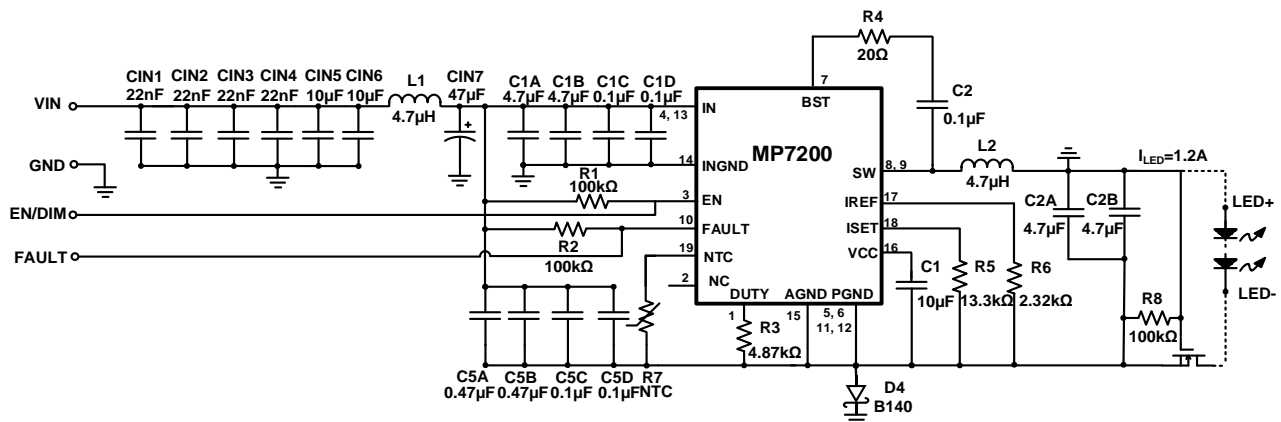 R4
20Ω
7
BST
C2
0.1µF
CIN1 CIN2 CIN3 CIN4 CIN5 CIN6
22nF 22nF 22nF 22nF 10µF 10µF
L1
4.7µH
CIN7
47µF
C1A C1B C1C C1D
4.7µF 4.7µF 0.1µF 0.1µF
VIN
4, 13
IN
GND
14
INGND
MP7200
SW
8, 9
L2
4.7µH
ILED=1.2A
R1
100kΩ
3
EN
EN/DIM
IREF
17
C2A
4.7µF
C2B
4.7µF
LED+
10
FAULT
ISET
18
FAULT
R2
100kΩ
19
NTC
VCC
16
2
NC
C1
10µF
R5
13.3kΩ
R6
2.32kΩ
LED-
DUTY AGND PGND
1
15
5, 6
11, 12
R3
4.87kΩ
R8
100kΩ
C5A C5B C5C C5D R7
0.47µF 0.47µF 0.1µF 0.1µF NTC
D4
B140